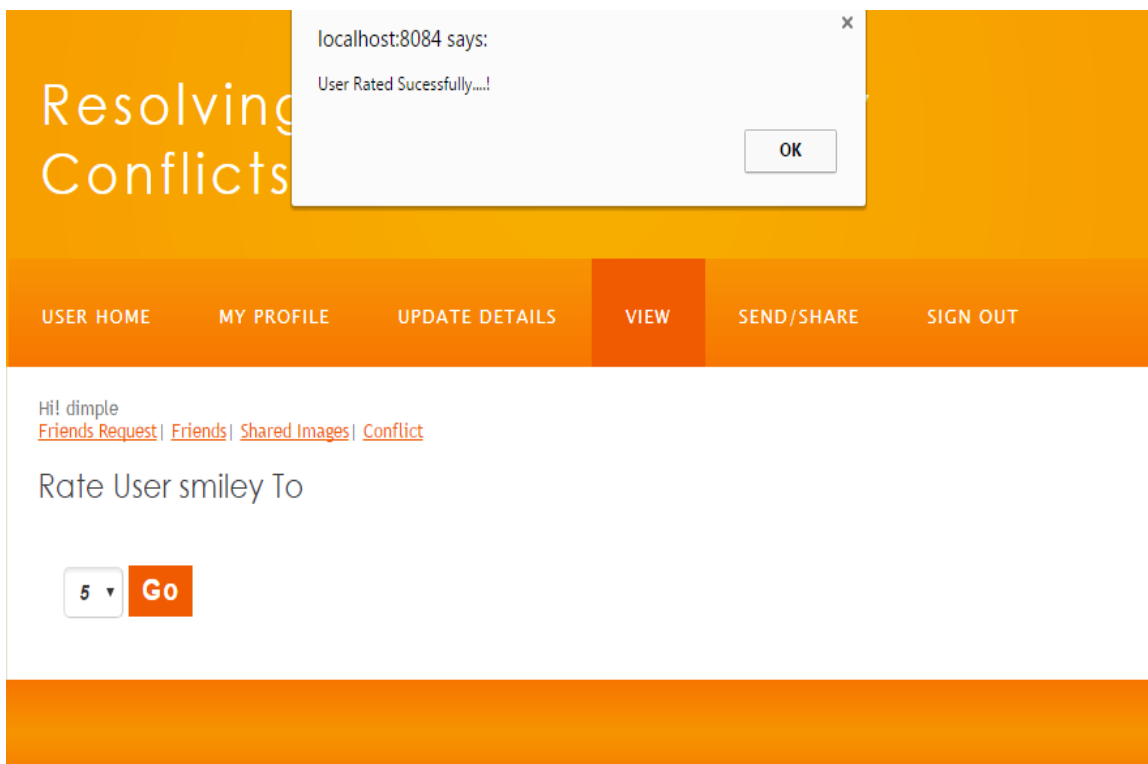 localhost:8084 says:
User Rated Sucessfully....!
OK
Resolving
Conflicts
USER HOME MY PROFILE UPDATE DETAILS VIEW SEND/SHARE SIGN OUT
Hi! dimple
Friends Request| Friends| Shared Images| Conflict
Rate User smiley To
5 Go